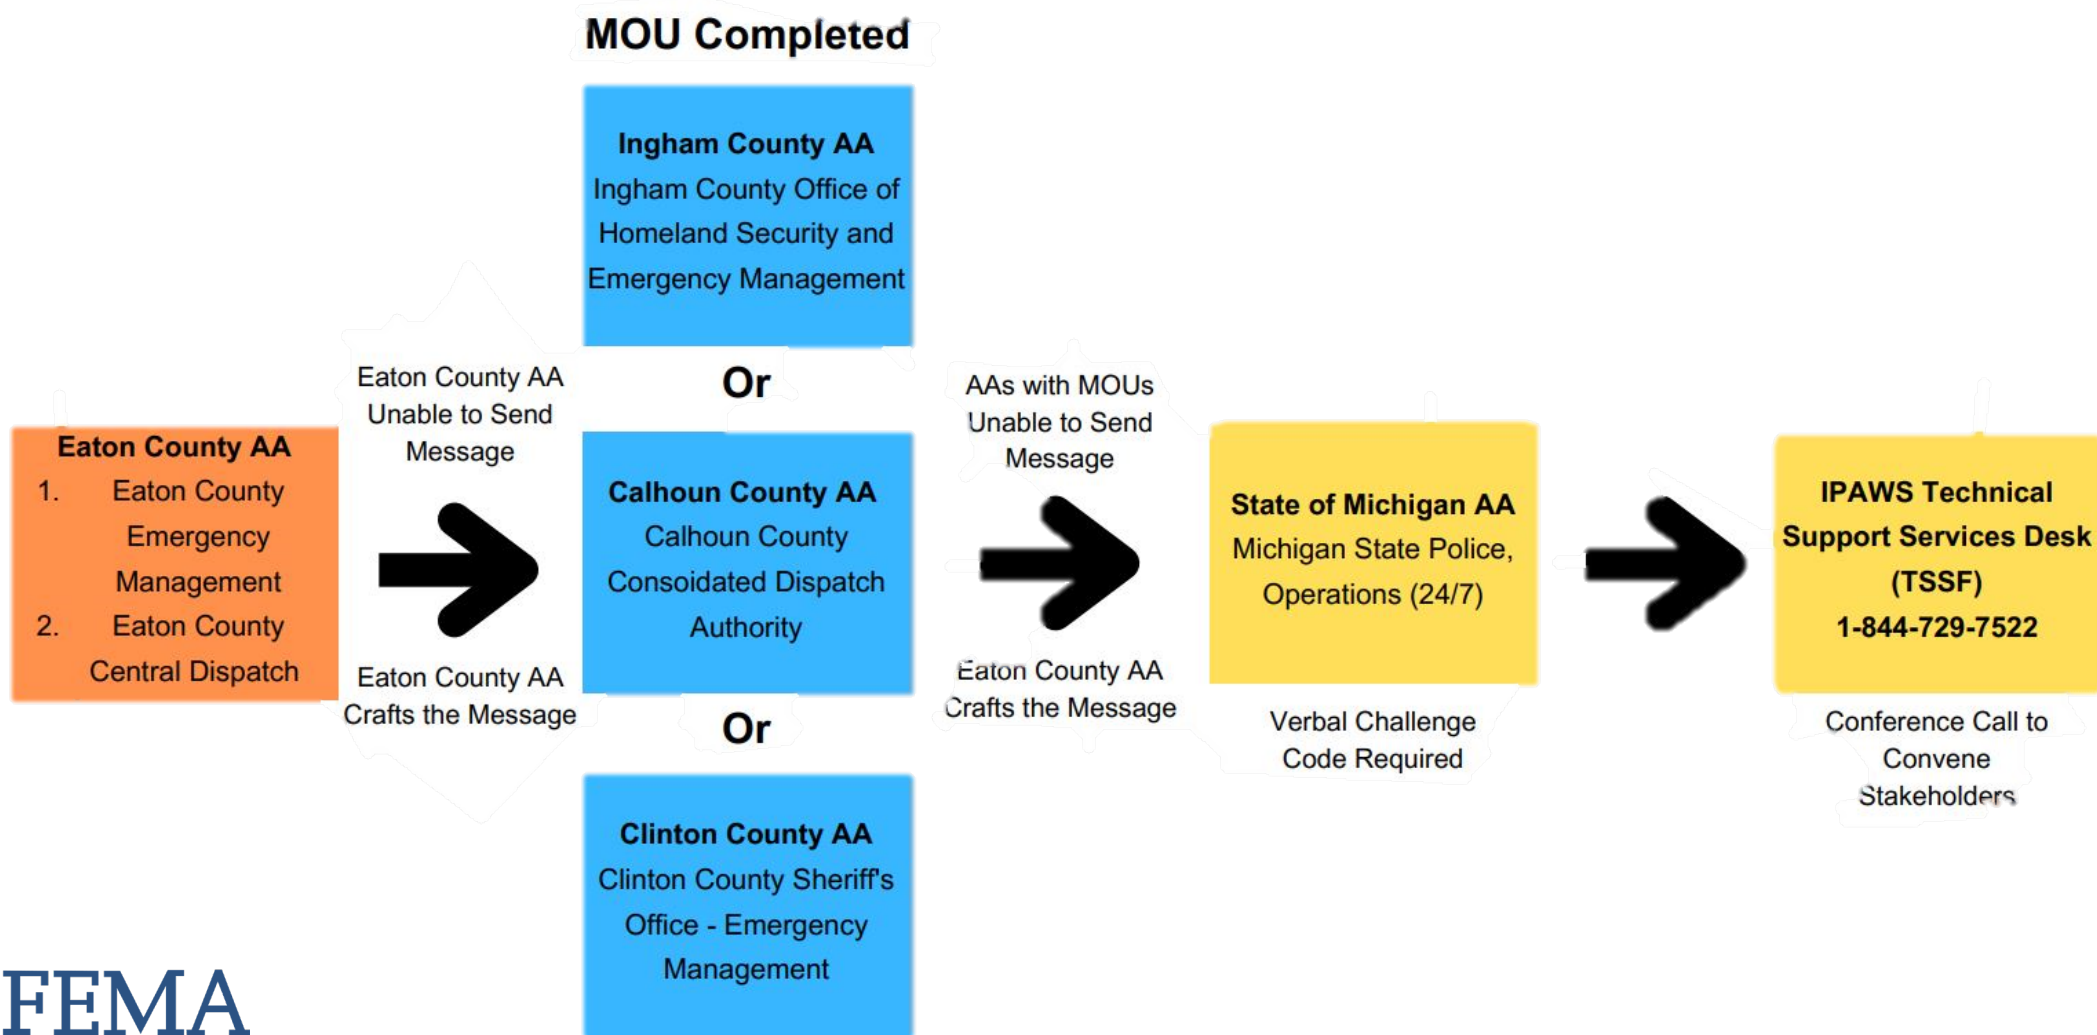 MOU Completed
Ingham County AA
Ingham County Office of
Homeland Security and
Emergency Management
Or
Eaton County AA
1. Eaton County
Emergency
Management
2. Eaton County
Central Dispatch
Eaton County AA
Unable to Send
Message
Eaton County AA
Crafts the Message
Calhoun County AA
Calhoun County
Consoidated Dispatch
Authority
Or
Clinton County AA
Clinton County Sheriff's
Office - Emergency
Management
AAs with MOUs
Unable to Send
Message
Eaton County AA
Crafts the Message
State of Michigan AA
Michigan State Police,
Operations (24/7)
Verbal Challenge
Code Required
IPAWS Technical
Support Services Desk
(TSSF)
1-844-729-7522
Conference Call to
Convene
Stakeholders
FEMA